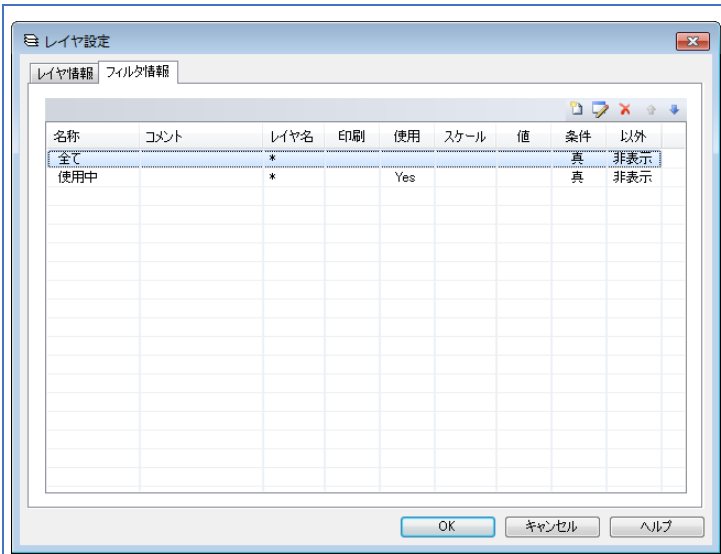 レイヤ設定
レイヤ情報 フィルタ情報
名称 コメント レイヤ名 印刷 使用 スケール 値 条件 以外
全て * 真 非表示
使用中 * Yes 真 非表示
OK キャンセル ヘルプ